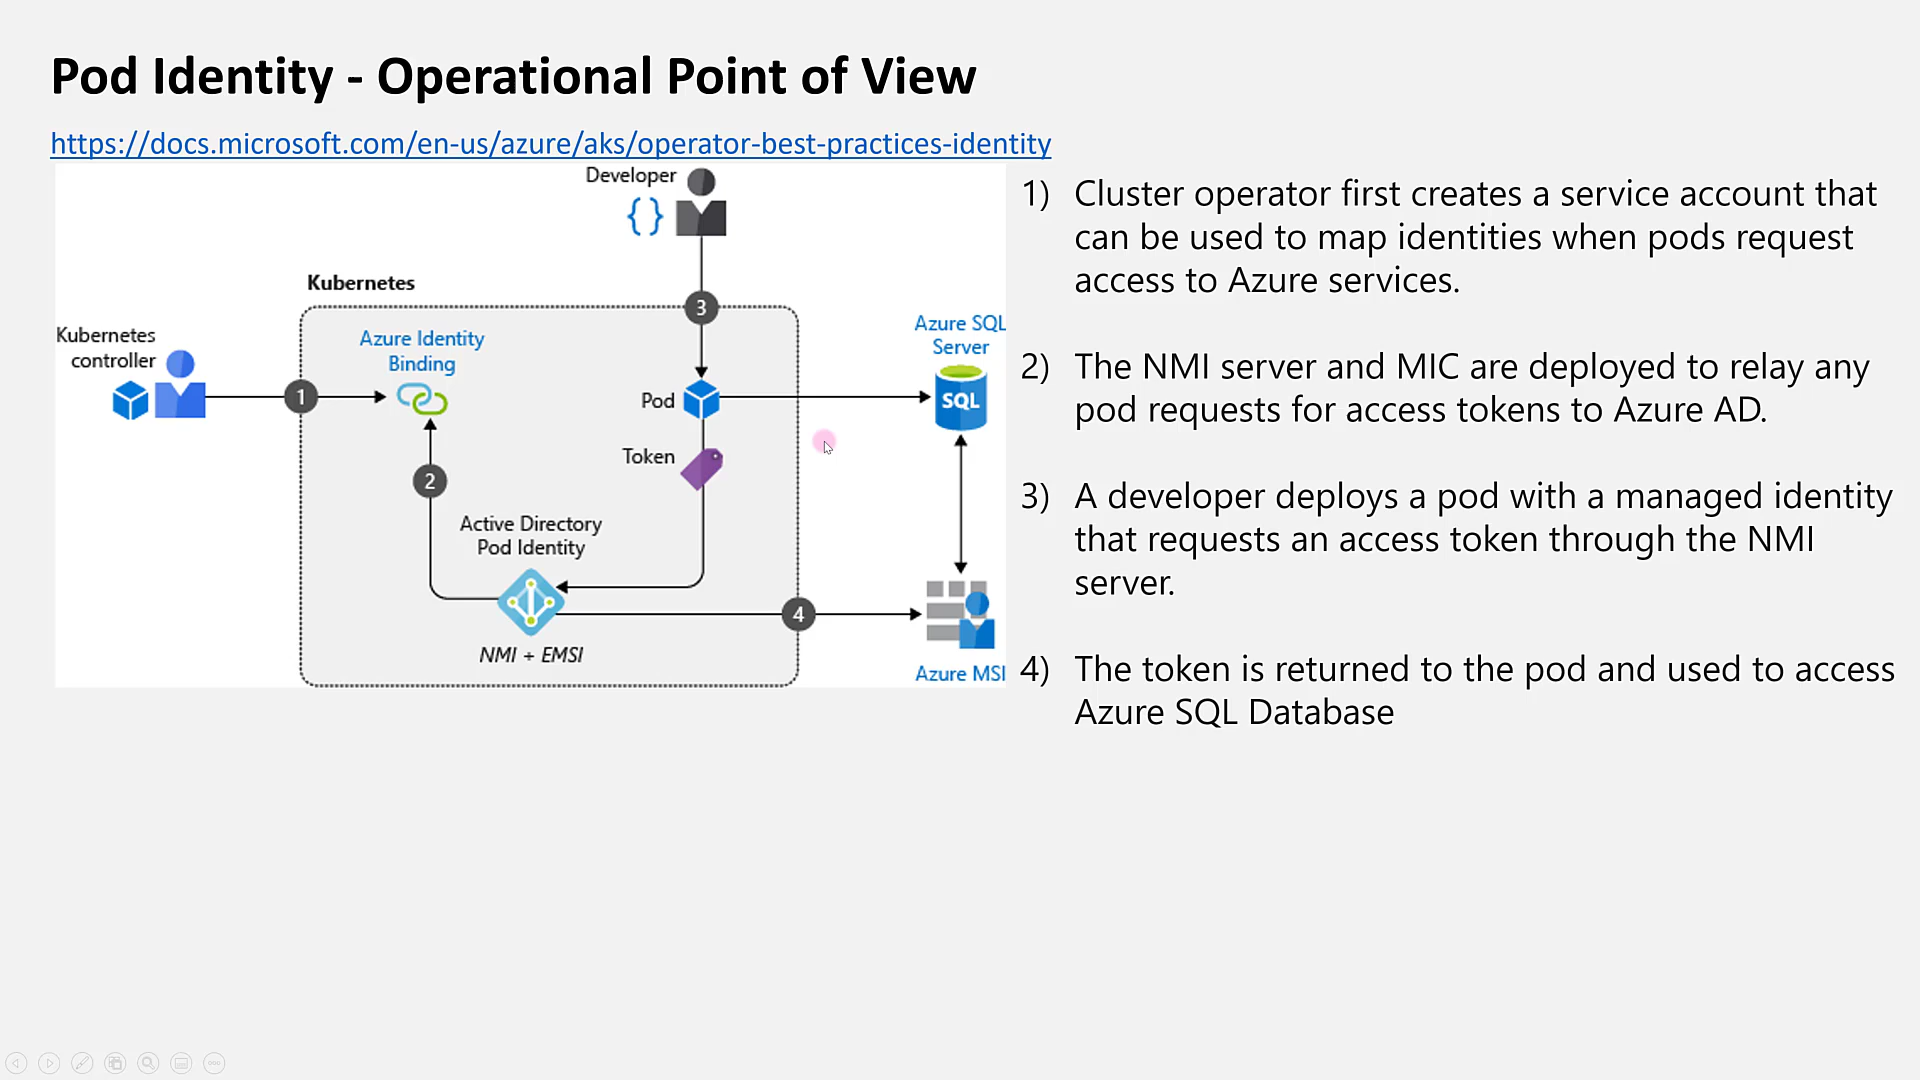 Pod Identity - Operational Point of View
https://docs.microsoft.com/en-us/azure/aks/operator-best-practices-identity
Developer
{}
Kubernetes
3
Kubernetes
controller
Azure Identity
Binding
Azure SQL
Server
1
Pod
SQL
Token
2
Active Directory
Pod Identity
4
NMI + EMSI
Azure MSI
1) Cluster operator first creates a service account that
can be used to map identities when pods request
access to Azure services.
2) The NMI server and MIC are deployed to relay any
pod requests for access tokens to Azure AD.
3) A developer deploys a pod with a managed identity
that requests an access token through the NMI
server.
4) The token is returned to the pod and used to access
Azure SQL Database